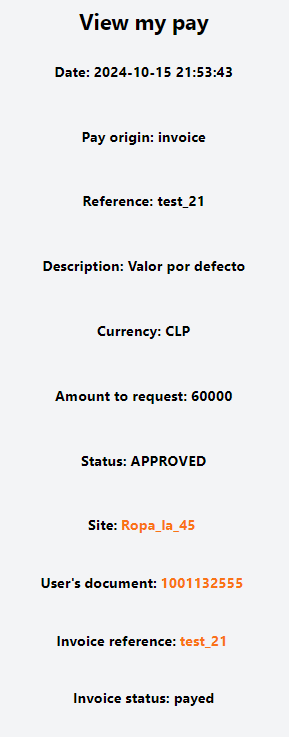 View my pay
Date: 2024-10-15 21:53:43
Pay origin: invoice
Reference: test_21
Description: Valor por defecto
Currency: CLP
Amount to request: 60000
Status: APPROVED
Site: Ropa_la_45
User's document: 1001132555
Invoice reference: test_21
Invoice status: payed